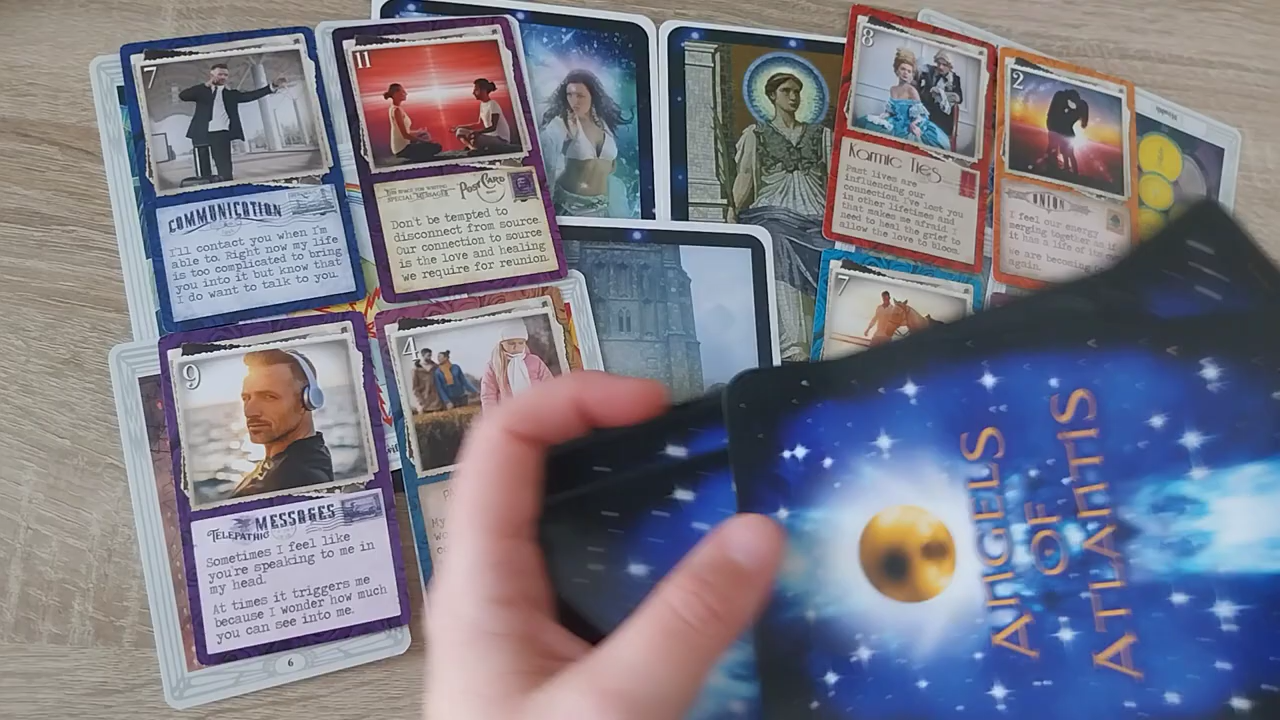 7
COMMUNICATION
I'll contact you when I'm
able to. Right now my life
is too complicated to bring
you into it but know that
I do want to talk to you.
11
THIS SPACE FOR WRITING
SPECIAL MESSAGE
POST CARD
Don't be tempted to
disconnect from source.
Our connection to source
is the love and healing
we require for reunion.
8
Karmic Ties
Past lives are
influencing our
connection. I've lost you
in other lifetimes and
that makes me afraid. I
need to heal the grief to
allow the love to bloom.
2
UNION
I feel our energy
merging together as if
it has a life of its
we are becoming
again.
7
9
TELEPATHIC MESSAGES
Sometimes I feel like
you're speaking to me in
my head.
At times it triggers me
because I wonder how much
you can see into me.
6
4
ANGELS
OF
ATLANTIS